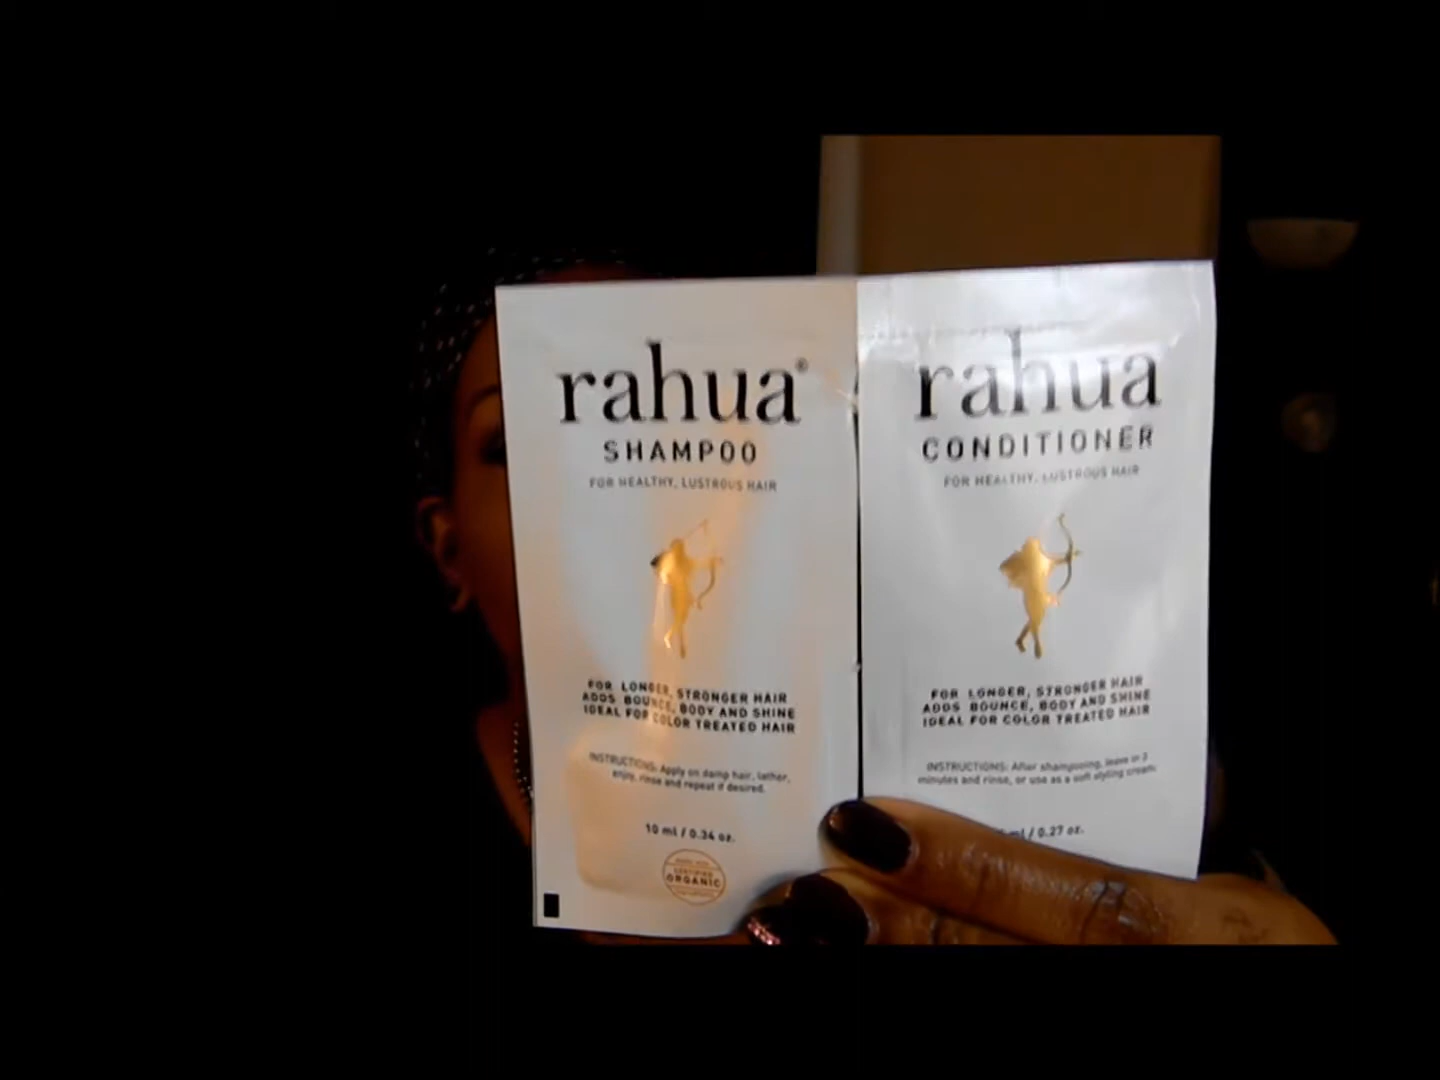 rahua®
SHAMPOO
FOR HEALTHY, LUSTROUS HAIR
FOR LONGER, STRONGER HAIR
ADDS BOUNCE, BODY AND SHINE
IDEAL FOR COLOR TREATED HAIR
INSTRUCTIONS: Apply on damp hair, lather,
enjoy, rinse and repeat if desired.
10 ml / 0.34 oz.
CERTIFIED
ORGANIC
rahua
CONDITIONER
FOR HEALTHY, LUSTROUS HAIR
FOR LONGER, STRONGER HAIR
ADDS BOUNCE, BODY AND SHINE
IDEAL FOR COLOR TREATED HAIR
INSTRUCTIONS: After shampooing, leave in 3
minutes and rinse, or use as a soft styling cream.
ml / 0.27 oz.